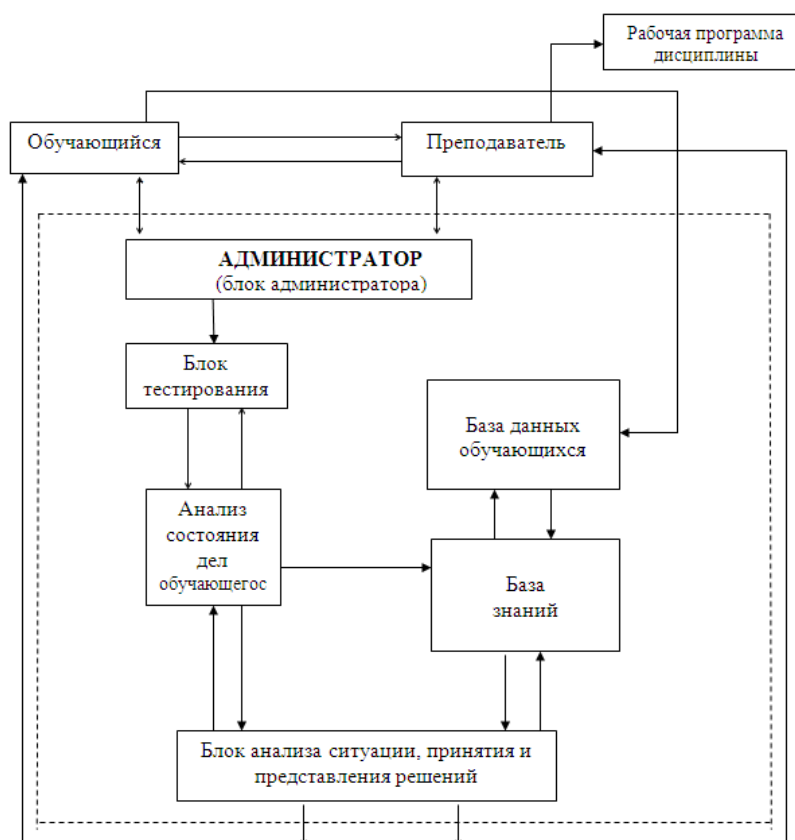 Рабочая программа
дисциплины
Обучающийся
Преподаватель
АДМИНИСТРАТОР
(блок администратора)
Блок
тестирования
База данных
обучающихся
Анализ
состояния
дел
обучающегос
База
знаний
Блок анализа ситуации, принятия и
представления решений